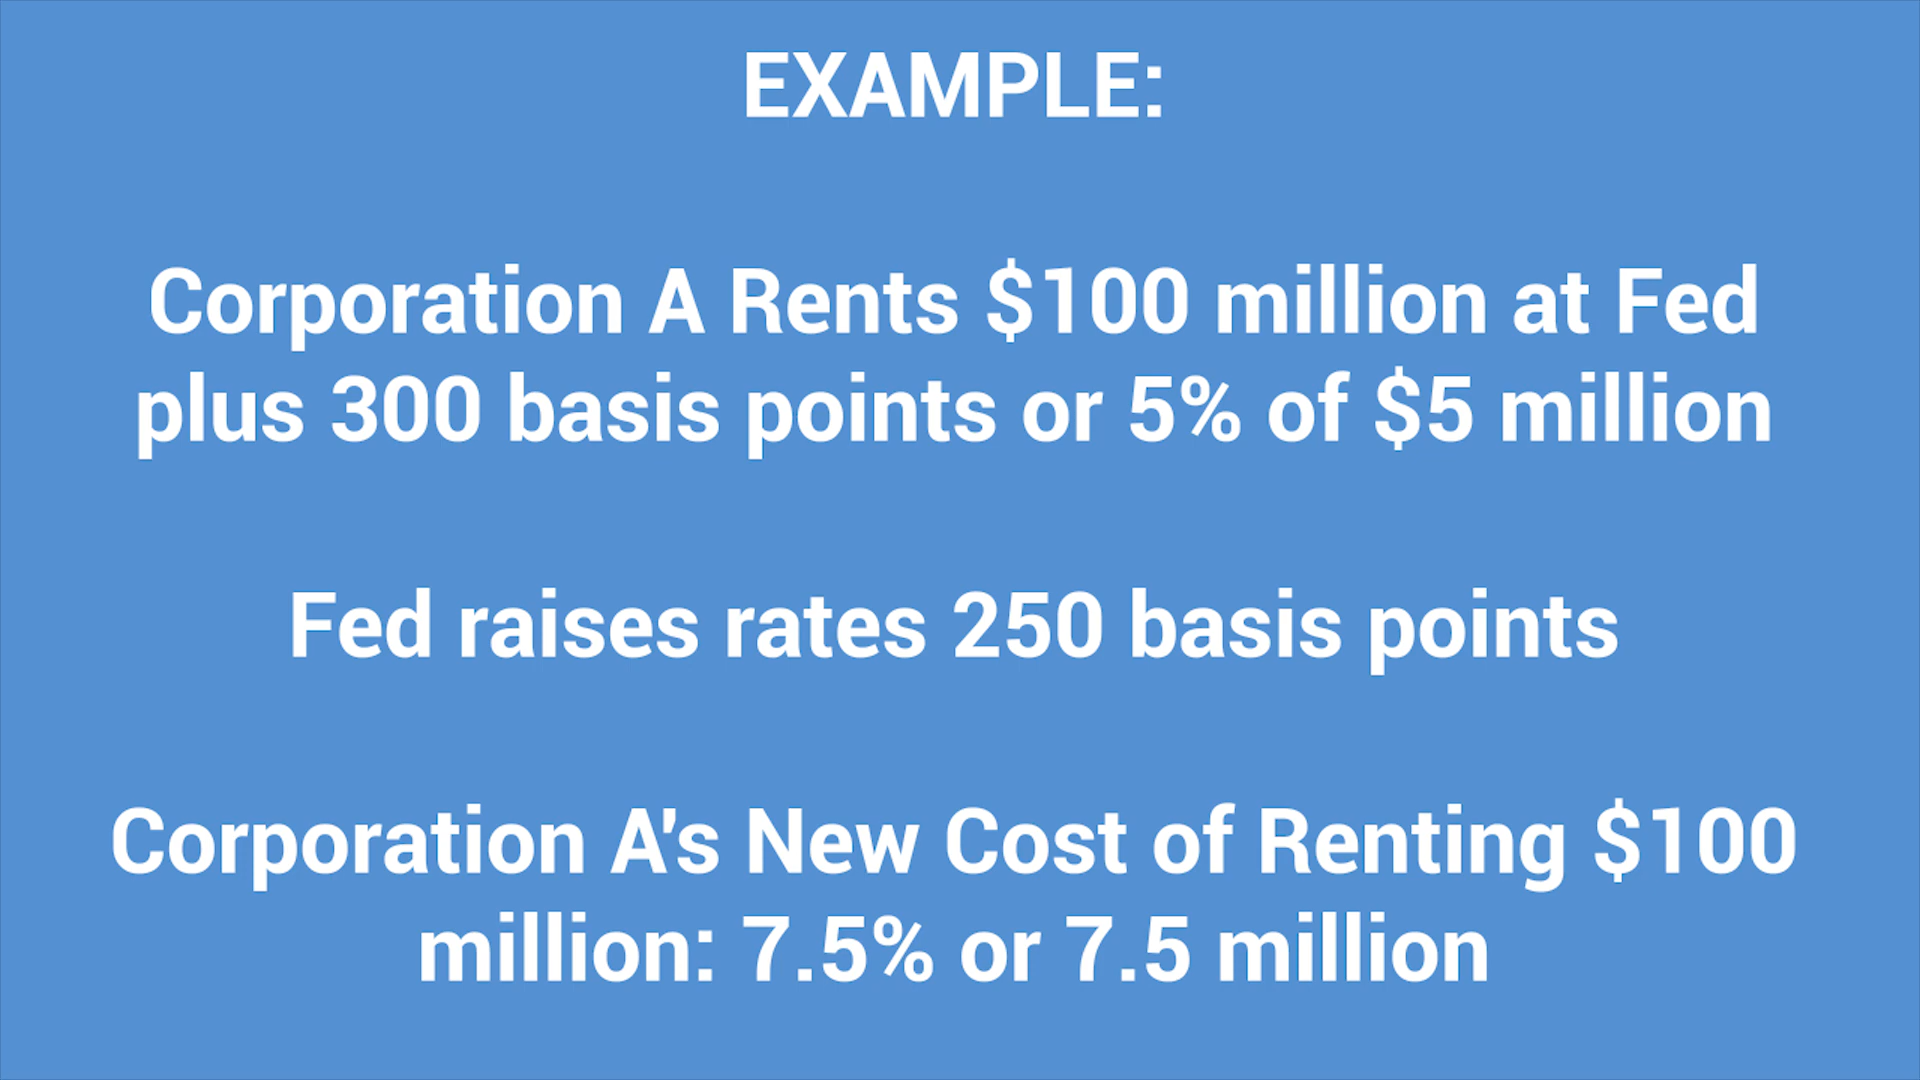 EXAMPLE:
Corporation A Rents $100 million at Fed
plus 300 basis points or 5% of $5 million
Fed raises rates 250 basis points
Corporation A's New Cost of Renting $100
million: 7.5% or 7.5 million